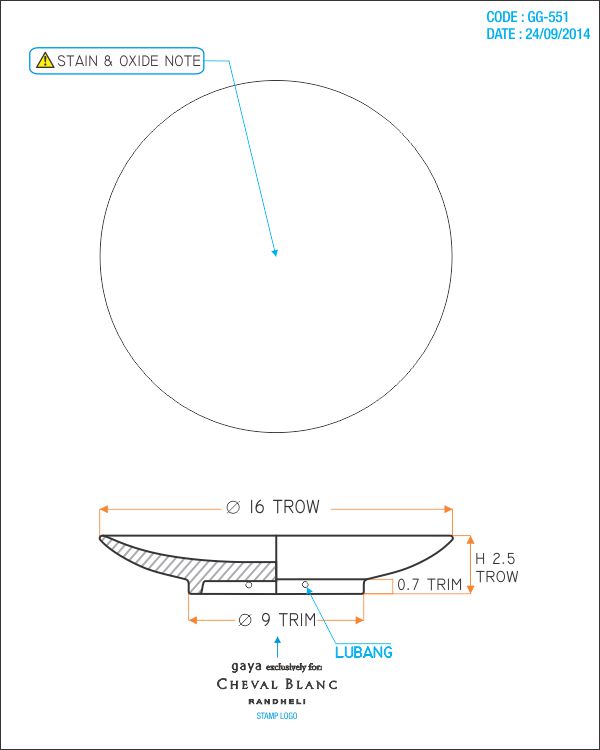 CODE : GG-551
DATE : 24/09/2014
STAIN & OXIDE NOTE
Ø 16 TROW
H 2.5
TROW
0.7 TRIM
Ø 9 TRIM
LUBANG
gaya exclusively for:
CHEVAL BLANC
RANDHELI
STAMP LOGO